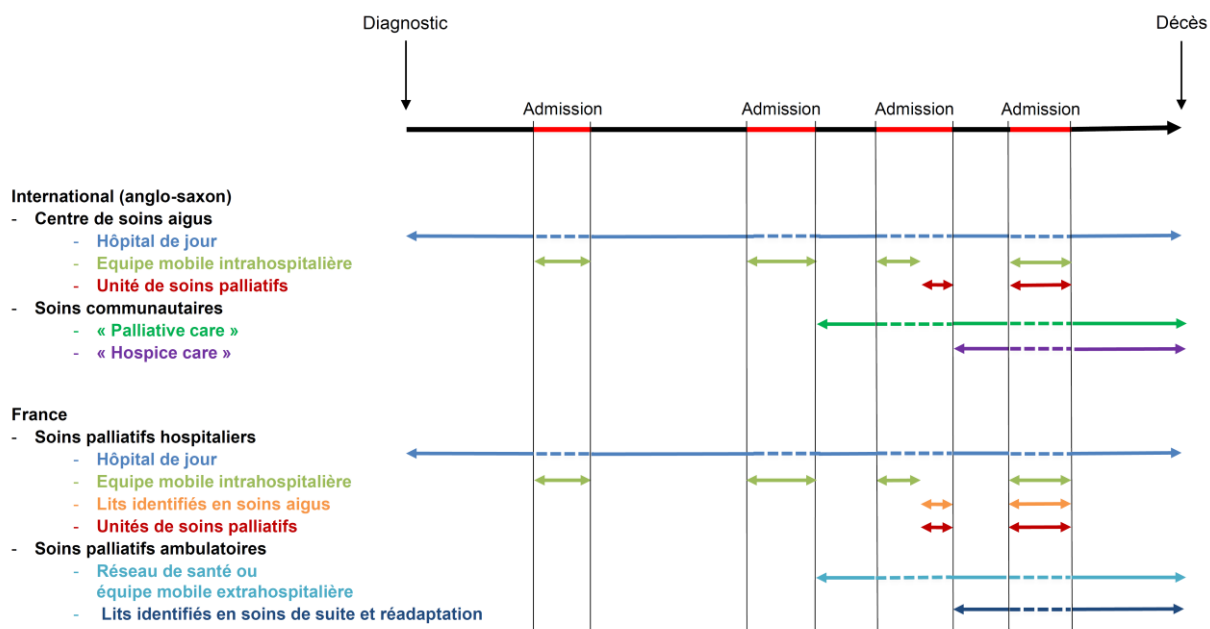 Diagnostic
Décès
Admission
Admission
Admission
Admission
International (anglo-saxon)
- Centre de soins aigus
- Hôpital de jour
- Equipe mobile intrahospitalière
- Unité de soins palliatifs
- Soins communautaires
- « Palliative care »
- « Hospice care »
France
- Soins palliatifs hospitaliers
- Hôpital de jour
- Equipe mobile intrahospitalière
- Lits identifiés en soins aigus
- Unités de soins palliatifs
- Soins palliatifs ambulatoires
- Réseau de santé ou
équipe mobile extrahospitalière
- Lits identifiés en soins de suite et réadaptation